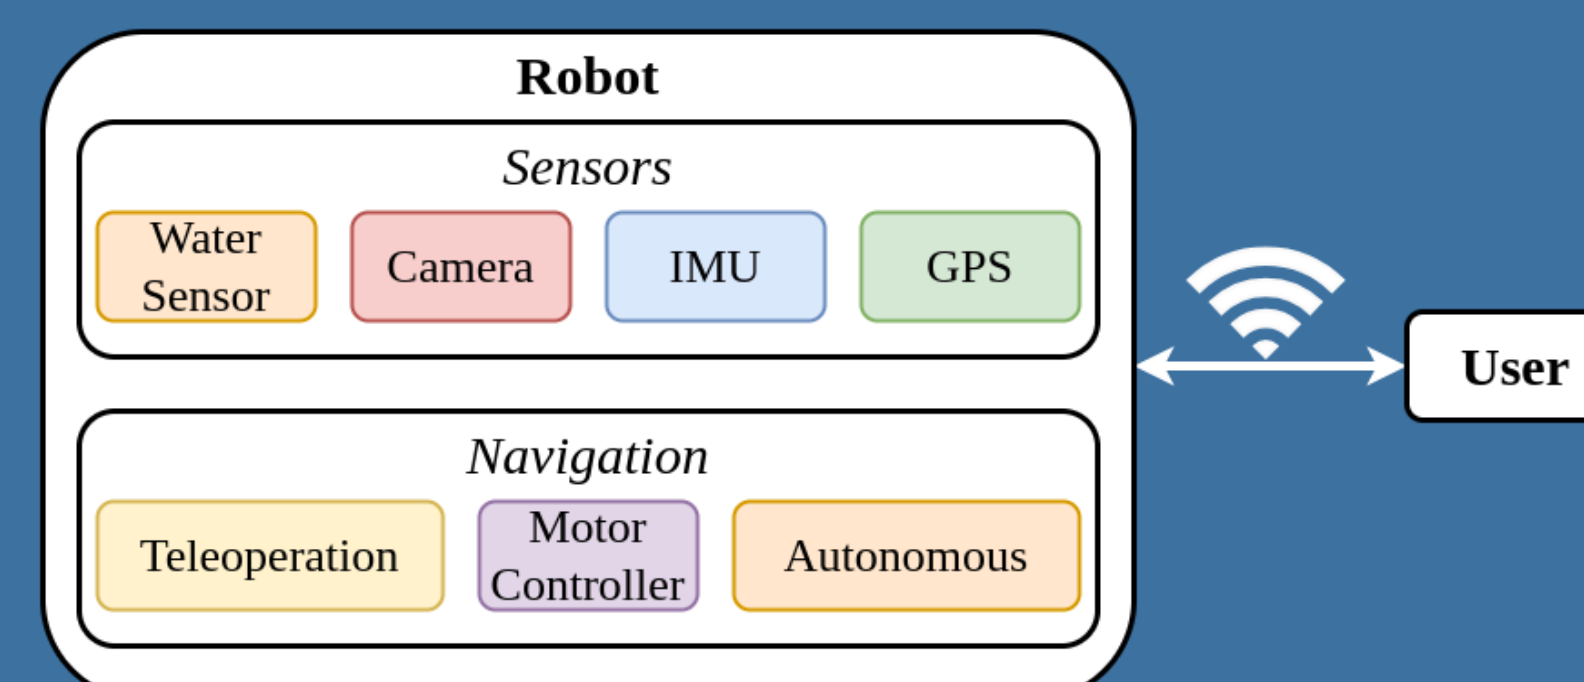 Robot
Sensors
Water
Sensor
Camera
IMU
GPS
User
Navigation
Teleoperation
Motor
Controller
Autonomous